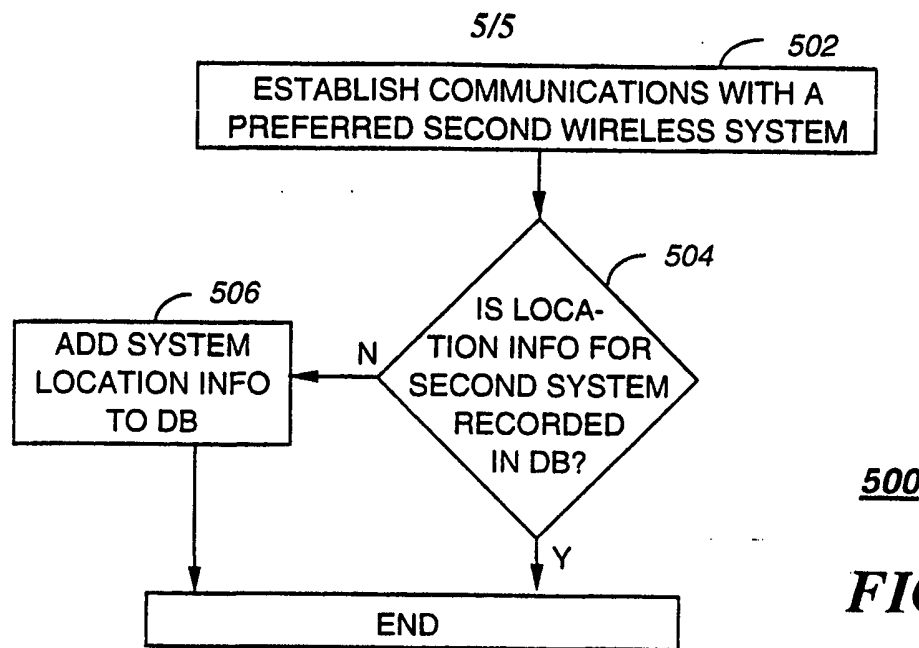 5/5
502
ESTABLISH COMMUNICATIONS WITH A
PREFERRED SECOND WIRELESS SYSTEM
504
IS LOCA-
TION INFO FOR
SECOND SYSTEM
RECORDED
IN DB?
506
ADD SYSTEM
LOCATION INFO
TO DB
N
Y
500
FIG
END